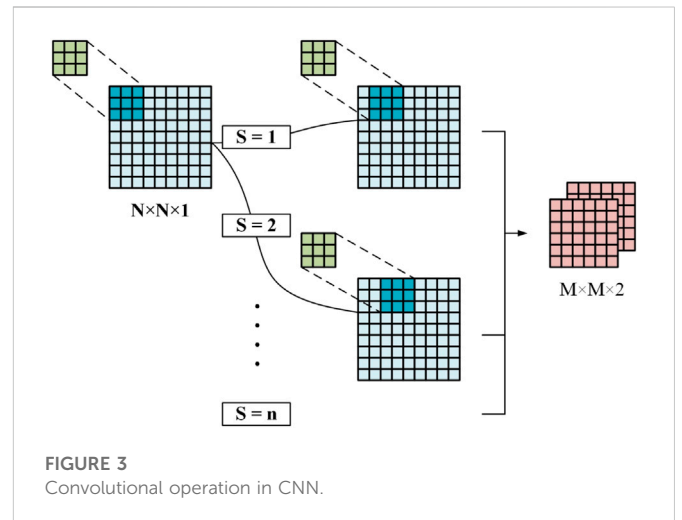 S = 1
N×N×1
S = 2
M×M×2
S = n
FIGURE 3
Convolutional operation in CNN.